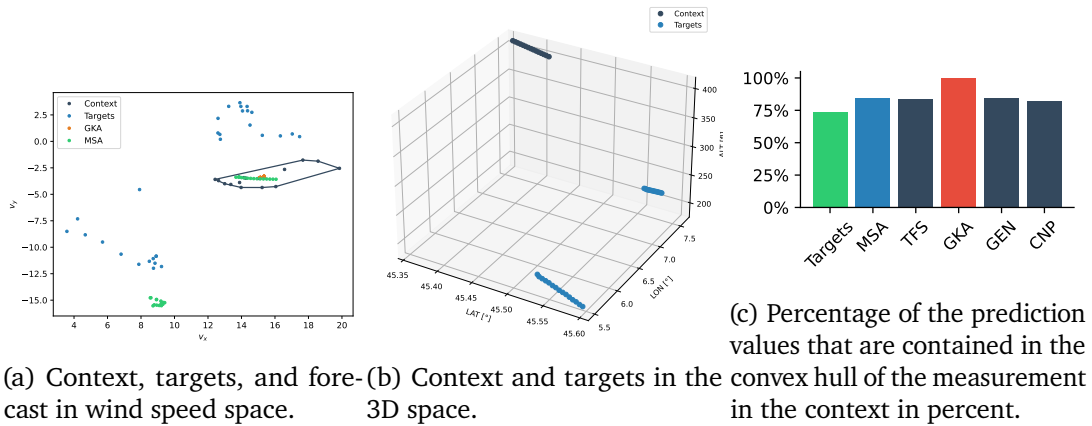 Context
Targets
GKA
MSA
2.5
0.0
−2.5
−5.0
−7.5
−10.0
−12.5
−15.0
v_y
4 6 8 10 12 14 16 18 20
v_x
(a) Context, targets, and fore-
cast in wind speed space.
Context
Targets
400
350
300
250
200
7.5
7.0
6.5
6.0
5.5
LON [°]
45.35
45.40
45.45
45.50
45.55
45.60
LAT [°]
(b) Context and targets in the
3D space.
100%
75%
50%
25%
0%
Targets MSA TFS GKA GEN CNP
(c) Percentage of the prediction
values that are contained in the
convex hull of the measurement
in the context in percent.